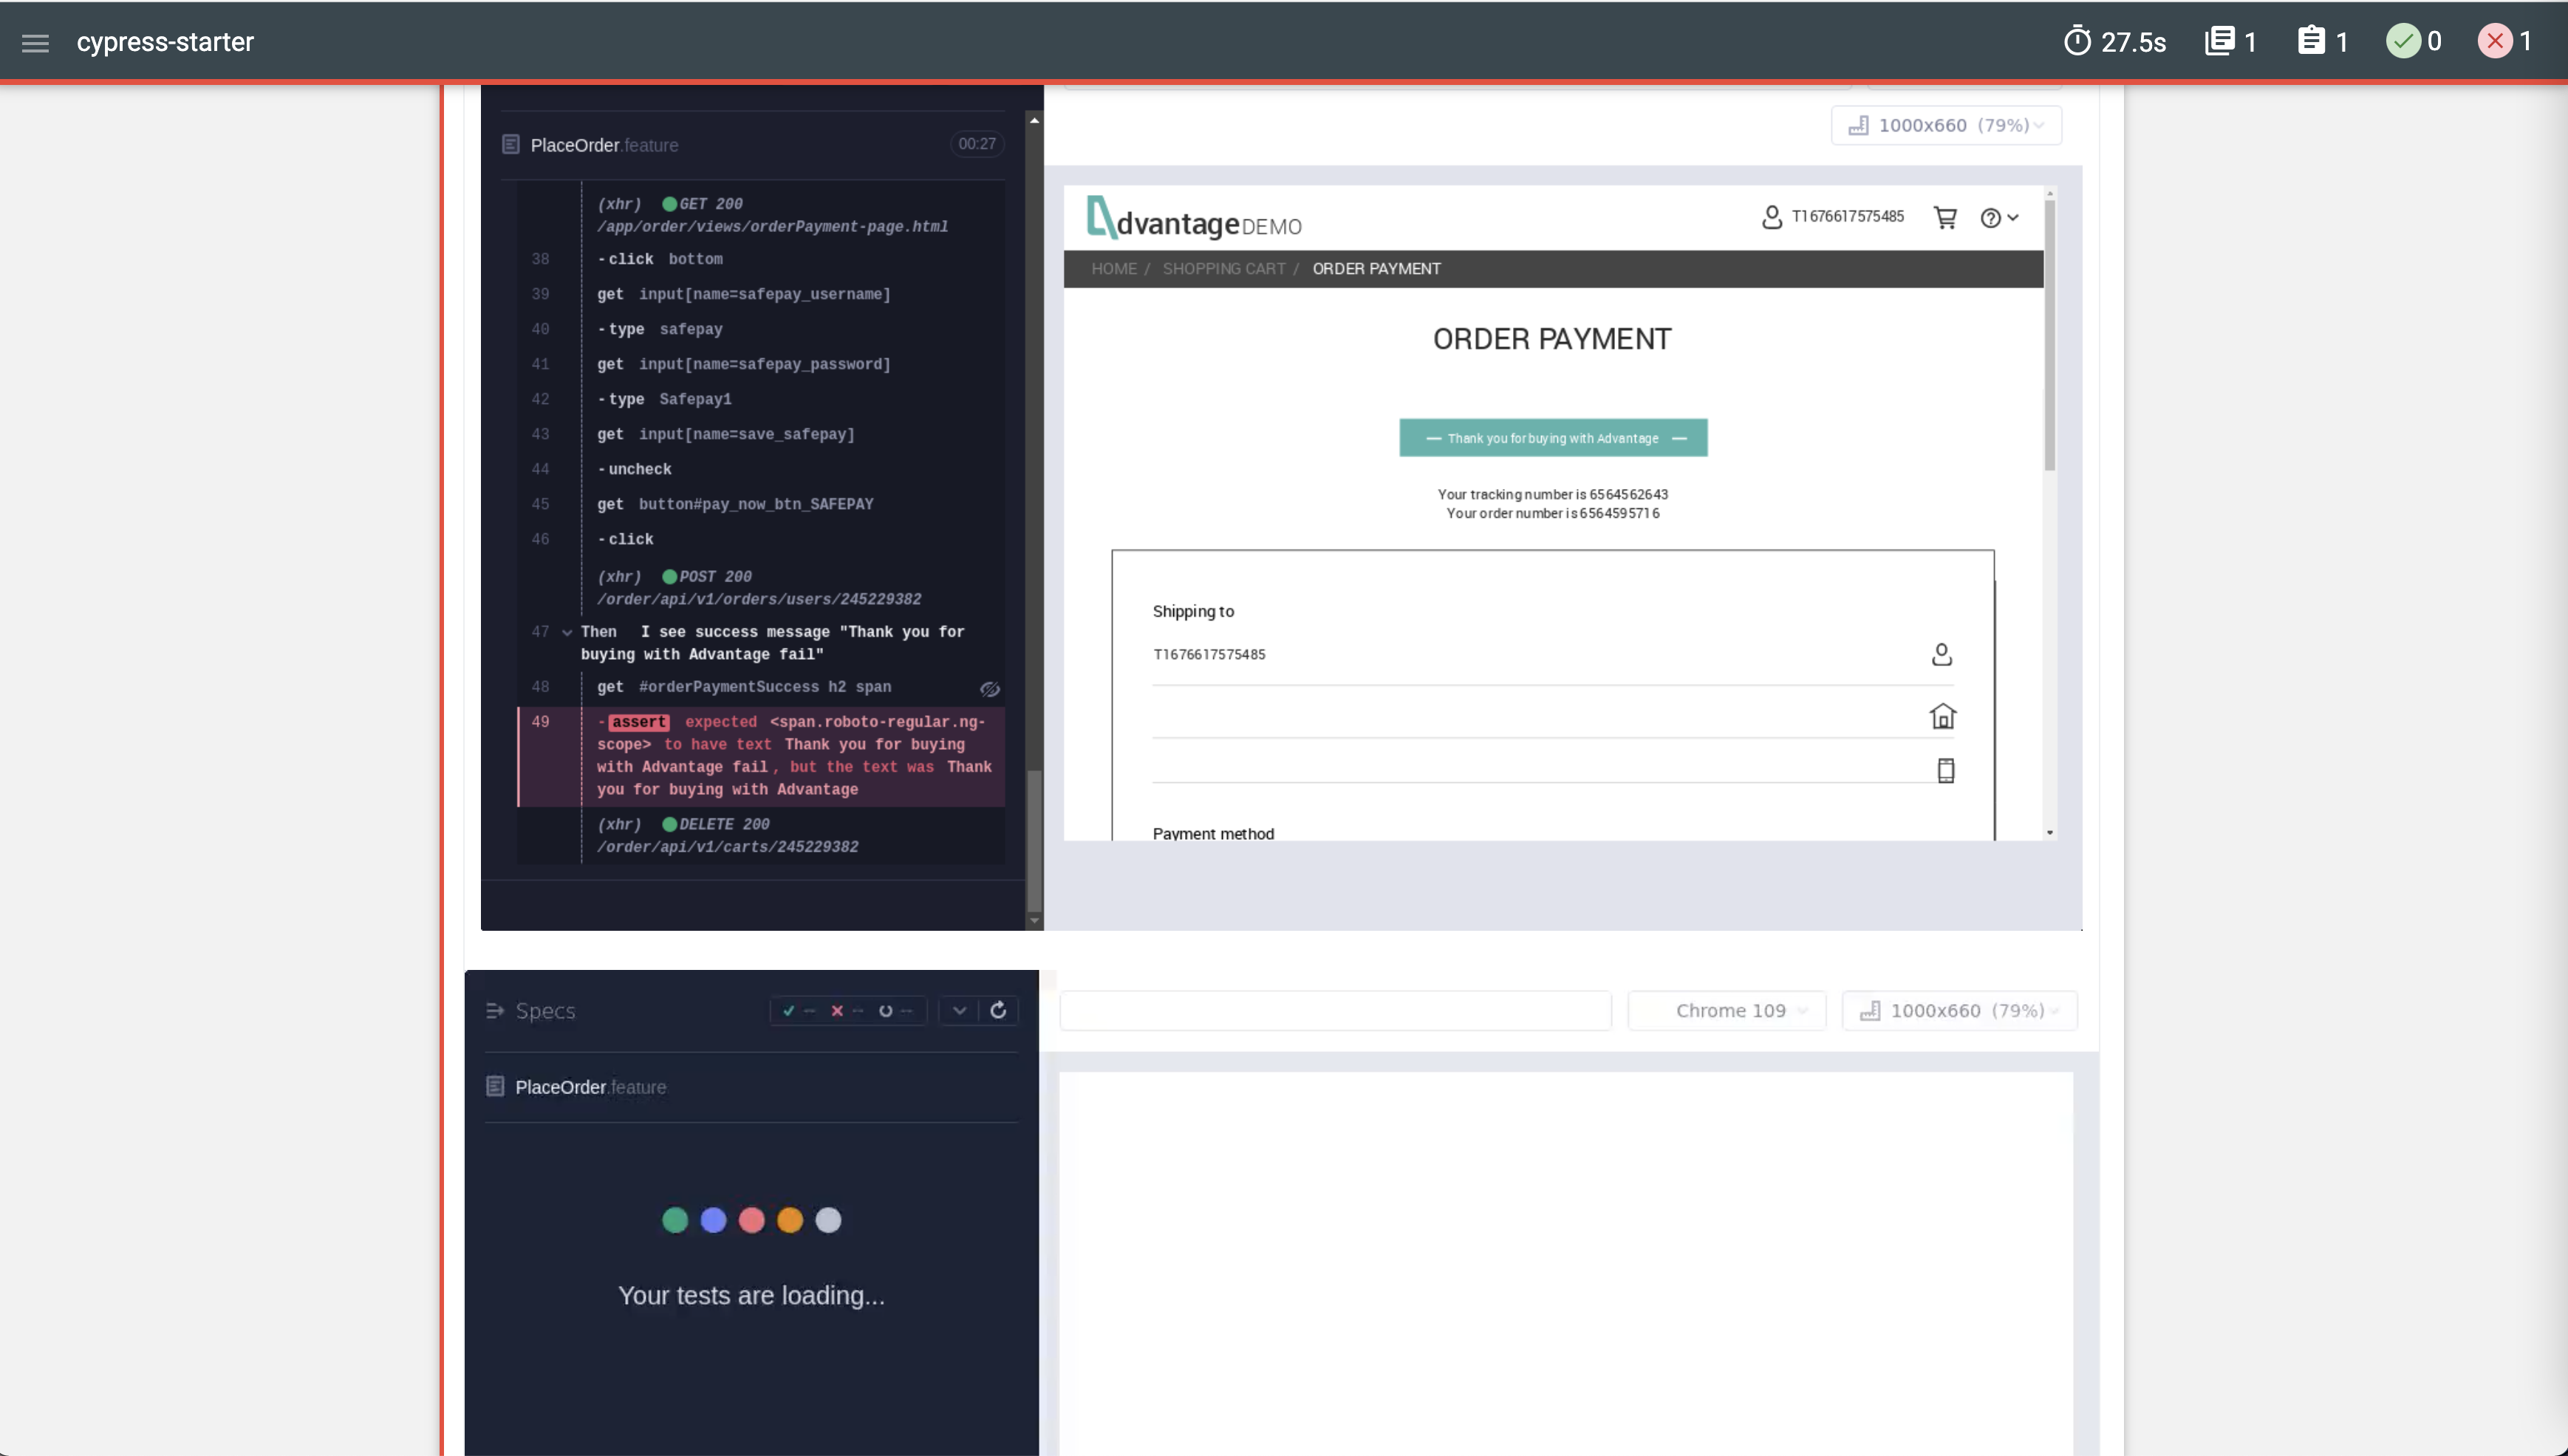 cypress-starter
27.5s 1 1 0 1
PlaceOrder.feature 00:27
1000x660 (79%)
(xhr) GET 200
/app/order/views/orderPayment-page.html
38 -click bottom
39 get input[name=safepay_username]
40 -type safepay
41 get input[name=safepay_password]
42 -type Safepay1
43 get input[name=save_safepay]
44 -uncheck
45 get button#pay_now_btn_SAFEPAY
46 -click
(xhr) POST 200
/order/api/v1/orders/users/245229382
47 Then I see success message "Thank you for
buying with Advantage fail"
48 get #orderPaymentSuccess h2 span
49 -assert expected <span.roboto-regular.ng-
scope> to have text Thank you for buying
with Advantage fail, but the text was Thank
you for buying with Advantage
(xhr) DELETE 200
/order/api/v1/carts/245229382
AdvantageDEMO
T1676617575485
HOME / SHOPPING CART / ORDER PAYMENT
ORDER PAYMENT
— Thank you for buying with Advantage —
Your tracking number is 6564562643
Your order number is 6564595716
Shipping to
T1676617575485
Payment method
Specs -- -- --
Chrome 109
1000x660 (79%)
PlaceOrder.feature
Your tests are loading...